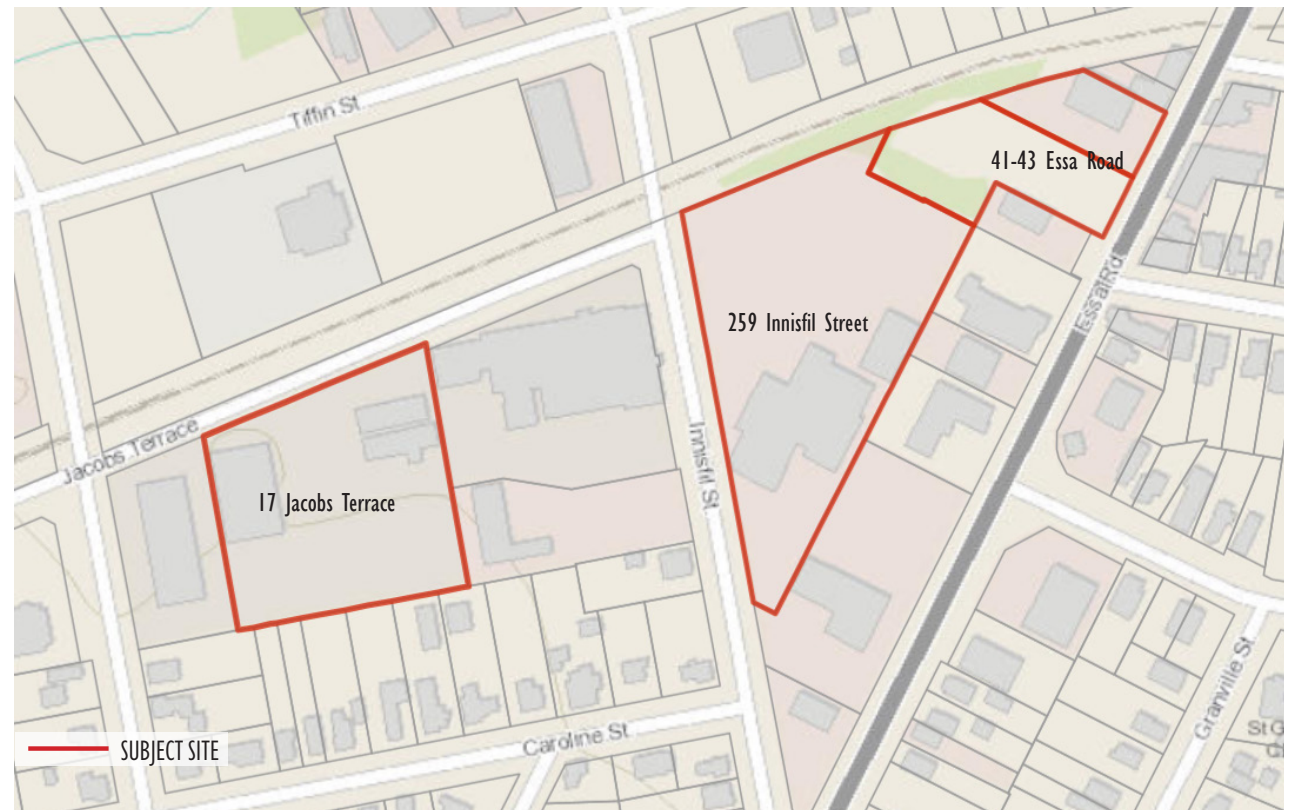 Tiffin St
41-43 Essa Road
Essa Rd
259 Innisfil Street
Jacobs Terrace
Innisfil St
17 Jacobs Terrace
Granville St
St G
Caroline St
SUBJECT SITE